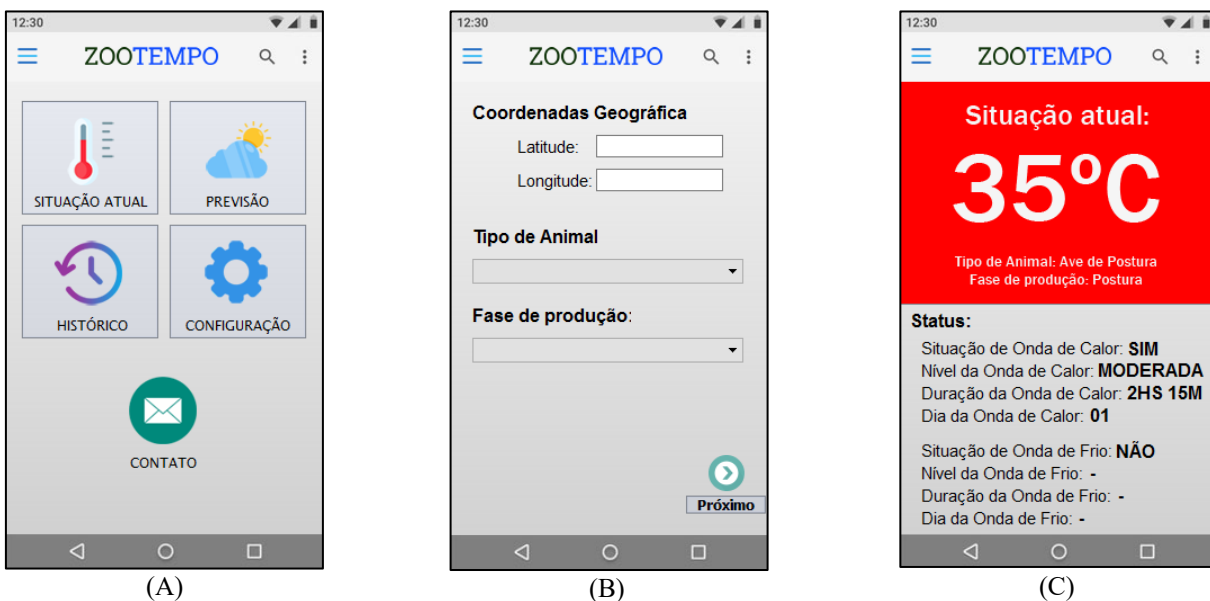 12:30
ZOOTEMPO
SITUAÇÃO ATUAL
PREVISÃO
HISTÓRICO
CONFIGURAÇÃO
CONTATO
(A)
12:30
ZOOTEMPO
Coordenadas Geográfica
Latitude:
Longitude:
Tipo de Animal
Fase de produção:
Próximo
(B)
12:30
ZOOTEMPO
Situação atual:
35ºC
Tipo de Animal: Ave de Postura
Fase de produção: Postura
Status:
Situação de Onda de Calor: SIM
Nível da Onda de Calor: MODERADA
Duração da Onda de Calor: 2HS 15M
Dia da Onda de Calor: 01
Situação de Onda de Frio: NÃO
Nível da Onda de Frio: -
Duração da Onda de Frio: -
Dia da Onda de Frio: -
(C)